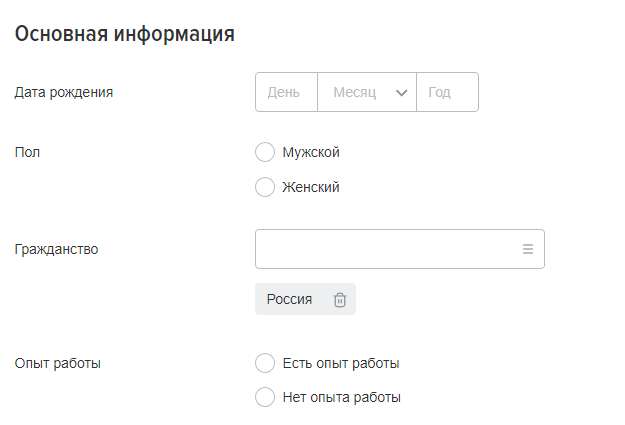 Основная информация
Дата рождения День Месяц Год
Пол Мужской
Женский
Гражданство
Россия
Опыт работы Есть опыт работы
Нет опыта работы